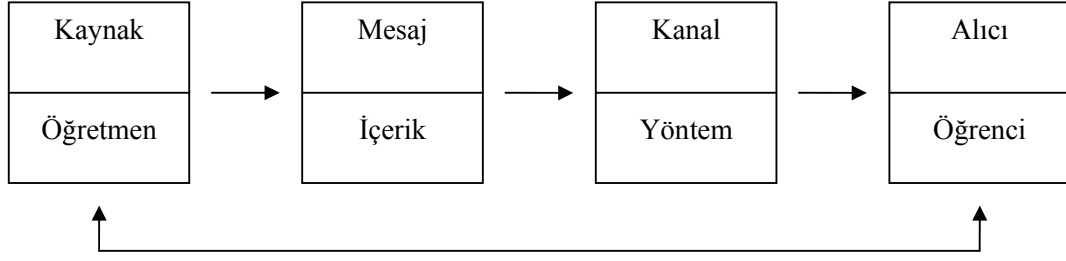 Kaynak
Mesaj
Kanal
Alıcı
Öğretmen
İçerik
Yöntem
Öğrenci